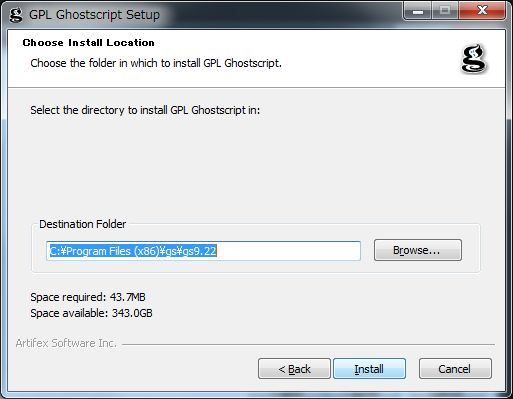 GPL Ghostscript Setup
Choose Install Location
Choose the folder in which to install GPL Ghostscript.
Select the directory to install GPL Ghostscript in:
Destination Folder
C:¥Program Files (x86)¥gs¥gs9.22
Browse...
Space required: 43.7MB
Space available: 343.0GB
Artifex Software Inc.
< Back
Install
Cancel